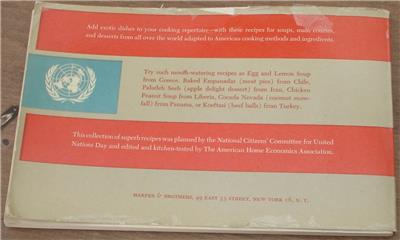 Add exotic dishes to your cooking repertoire—with these recipes for soups, main courses,
and desserts from all over the world adapted to American cooking methods and ingredients.
Try such mouth-watering recipes as Egg and Lemon Soup
from Greece, Baked Empanadas (meat pies) from Chile,
Paludeh Seeb (apple delight dessert) from Iran, Chicken
Peanut Soup from Liberia, Cocada Nevada (coconut snow-
fall) from Panama, or Kueftasi (beef balls) from Turkey.
This collection of superb recipes was planned by the National Citizens' Committee for United
Nations Day and edited and kitchen-tested by The American Home Economics Association.
HARPER & BROTHERS, 49 EAST 33 STREET, NEW YORK 16, N. Y.